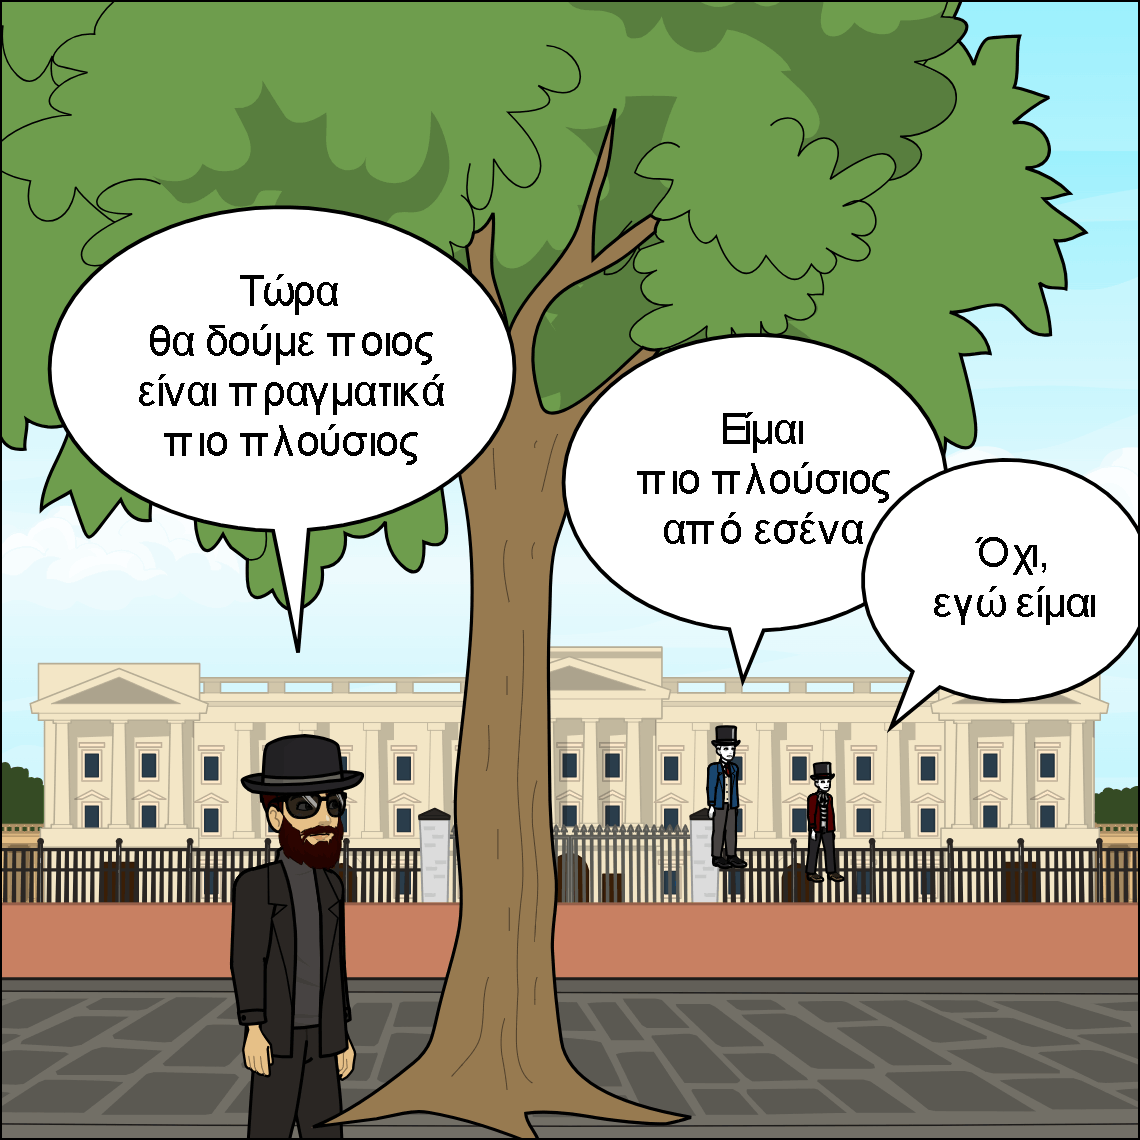 Τώρα
θα δούμε ποιος
είναι πραγματικά
πιο πλούσιος
Είμαι
πιο πλούσιος
από εσένα
Όχι,
εγώ είμαι